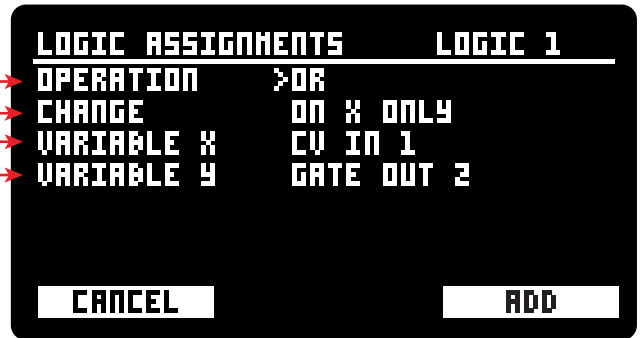 LOGIC ASSIGNMENTS LOGIC 1
OPERATION >OR
CHANGE ON X ONLY
VARIABLE X CV IN 1
VARIABLE Y GATE OUT 2
CANCEL ADD